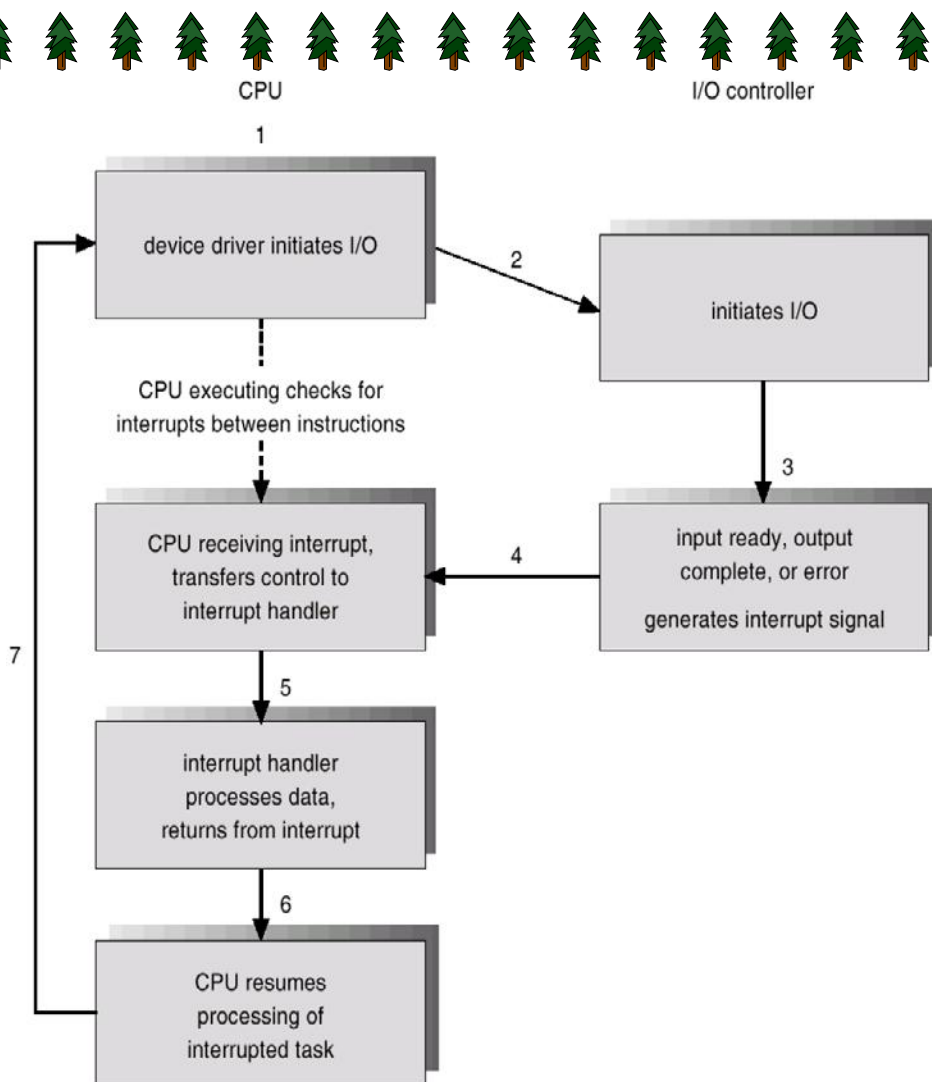 CPU
I/O controller
1
device driver initiates I/O
2
initiates I/O
CPU executing checks for
interrupts between instructions
3
CPU receiving interrupt,
transfers control to
interrupt handler
4
input ready, output
complete, or error
generates interrupt signal
7
5
interrupt handler
processes data,
returns from interrupt
6
CPU resumes
processing of
interrupted task